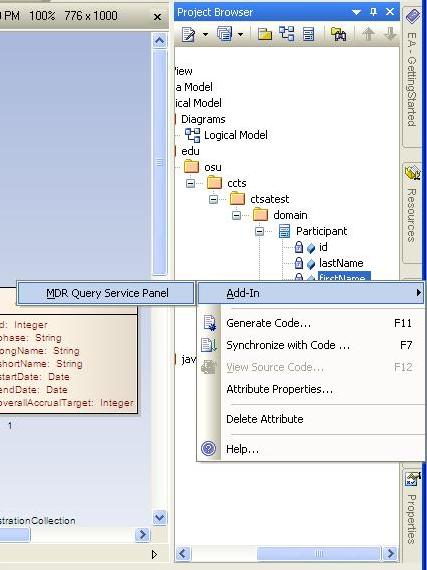 PM 100% 776 x 1000
Project Browser
iew
a Model
ical Model
Diagrams
Logical Model
edu
osu
ccts
ctsatest
domain
Participant
id
lastName
firstName
MDR Query Service Panel
Add-In
Generate Code... F11
Synchronize with Code ... F7
View Source Code... F12
Attribute Properties...
Delete Attribute
Help...
jav
d: Integer
phase: String
ongName: String
shortName: String
startDate: Date
endDate: Date
overallAccrualTarget: Integer
1
strationCollection
EA - GettingStarted
Resources
Properties